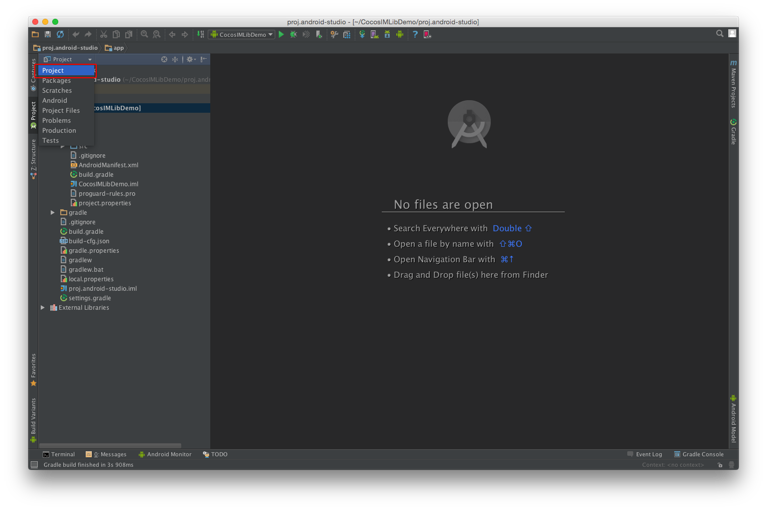 proj.android-studio - [~/CocosIMLibDemo/proj.android-studio]
CocosIMLibDemo
proj.android-studio app
Project
Project
Packages
-studio (~/CocosIMLibDemo/proj.andr
Scratches
Android
ocosIMLibDemo]
Project Files
Problems
Production
Tests
src
.gitignore
AndroidManifest.xml
build.gradle
CocosIMLibDemo.iml
proguard-rules.pro
project.properties
gradle
.gitignore
build.gradle
build-cfg.json
gradle.properties
gradlew
gradlew.bat
local.properties
proj.android-studio.iml
settings.gradle
External Libraries
No files are open
• Search Everywhere with Double ⇧
• Open a file by name with ⇧⌘O
• Open Navigation Bar with ⌘↑
• Drag and Drop file(s) here from Finder
Captures
Project
Z: Structure
Favorites
Build Variants
Maven Projects
Gradle
Android Model
Terminal 0: Messages Android Monitor TODO
Event Log Gradle Console
Gradle build finished in 3s 908ms
Context: <no context>